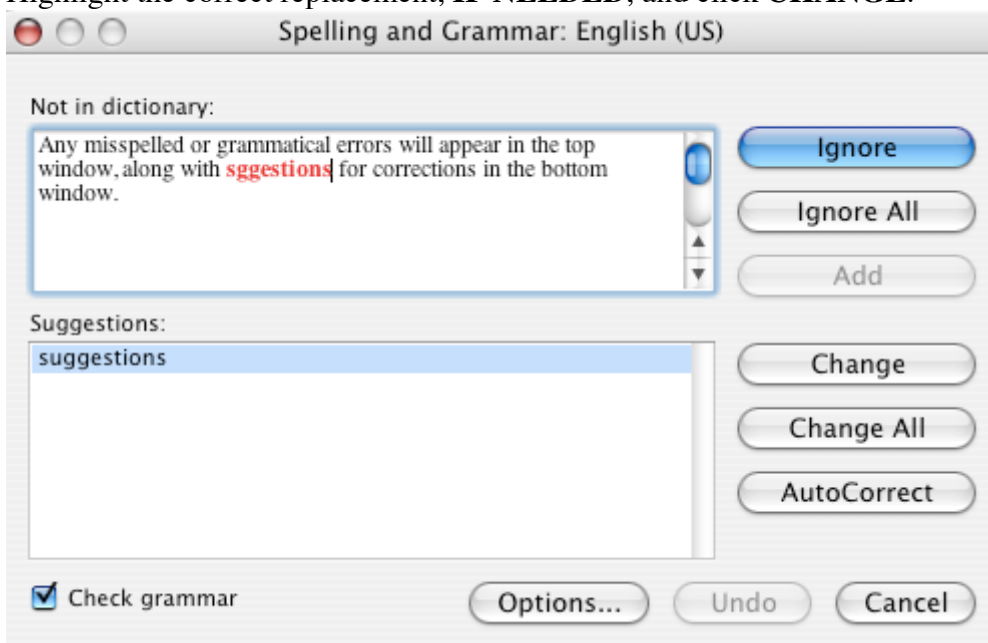 Highlight the correct replacement, IF NEEDED, and click CHANGE.
Spelling and Grammar: English (US)
Not in dictionary:
Any misspelled or grammatical errors will appear in the top
window, along with sggestions for corrections in the bottom
window.
Ignore
Ignore All
Add
Suggestions:
suggestions
Change
Change All
AutoCorrect
Check grammar
Options...
Undo
Cancel